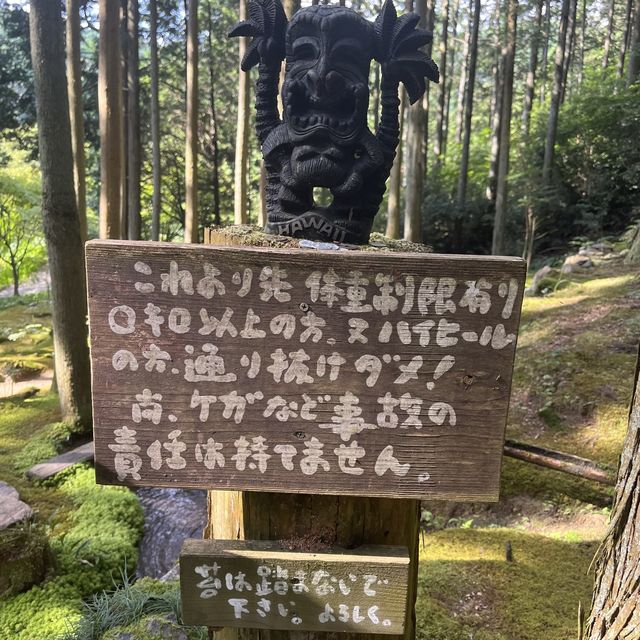 HAWAII
これより先 体重制限有り
〇キロ以上の方、又ハイヒール
の方、通り抜けダメ!
尚、ケガなど事故の
責任は持てません。
苔は踏まないで
下さい。よろしく。